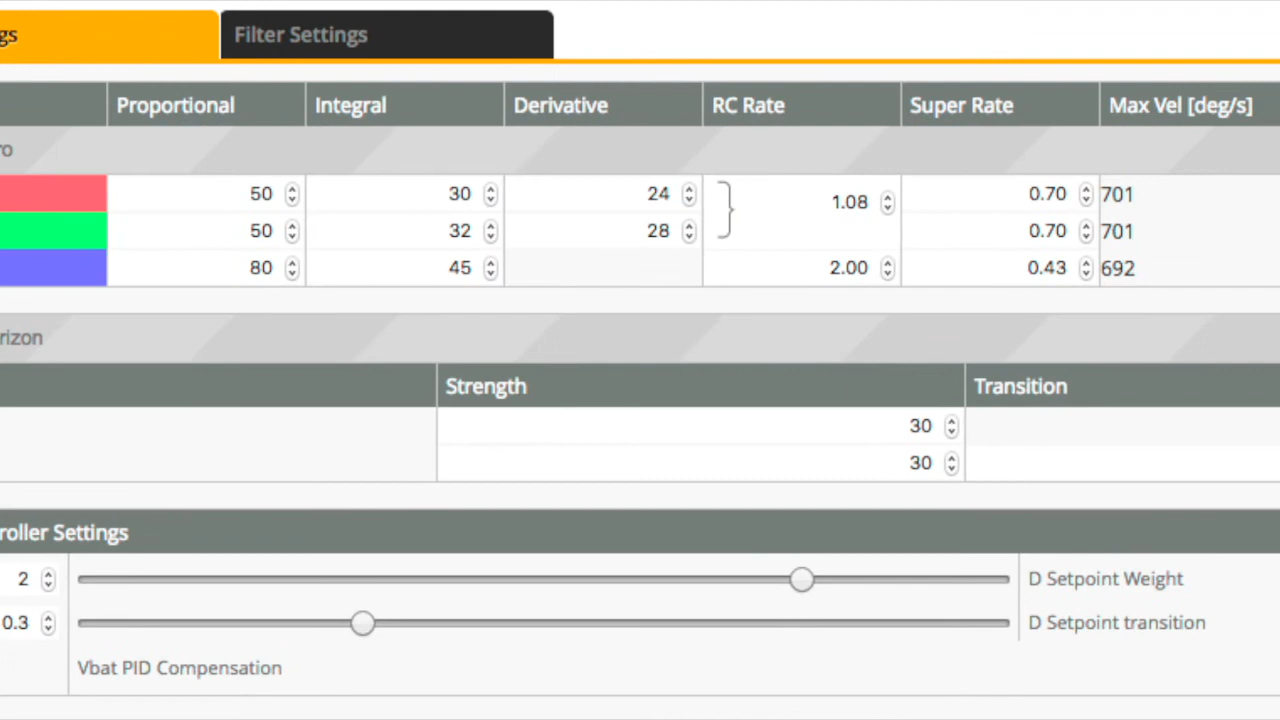 gs Filter Settings
Proportional Integral Derivative RC Rate Super Rate Max Vel [deg/s]
ro
50 30 24 1.08 0.70 701
50 32 28 0.70 701
80 45 2.00 0.43 692
rizon
Strength Transition
30
30
roller Settings
2 D Setpoint Weight
0.3 D Setpoint transition
Vbat PID Compensation